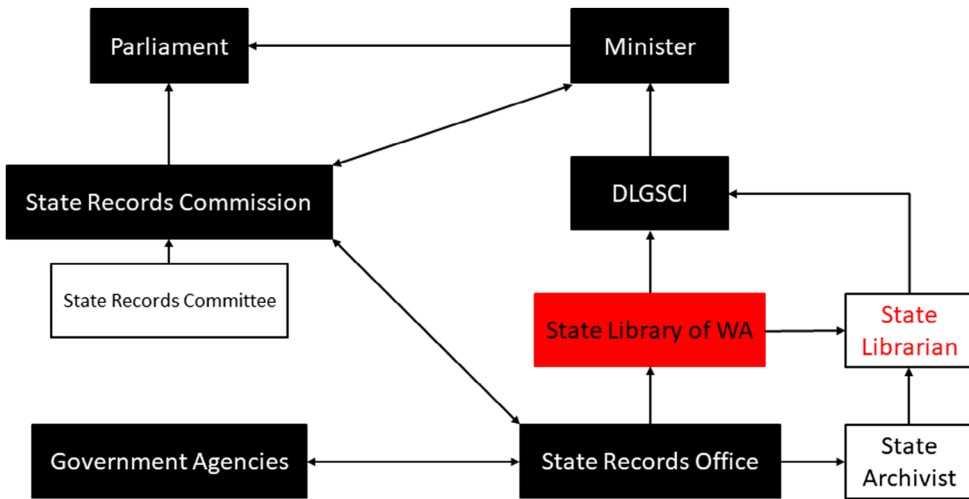 Parliament
Minister
State Records Commission
DLGSCI
State Records Committee
State Library of WA
State
Librarian
Government Agencies
State Records Office
State
Archivist